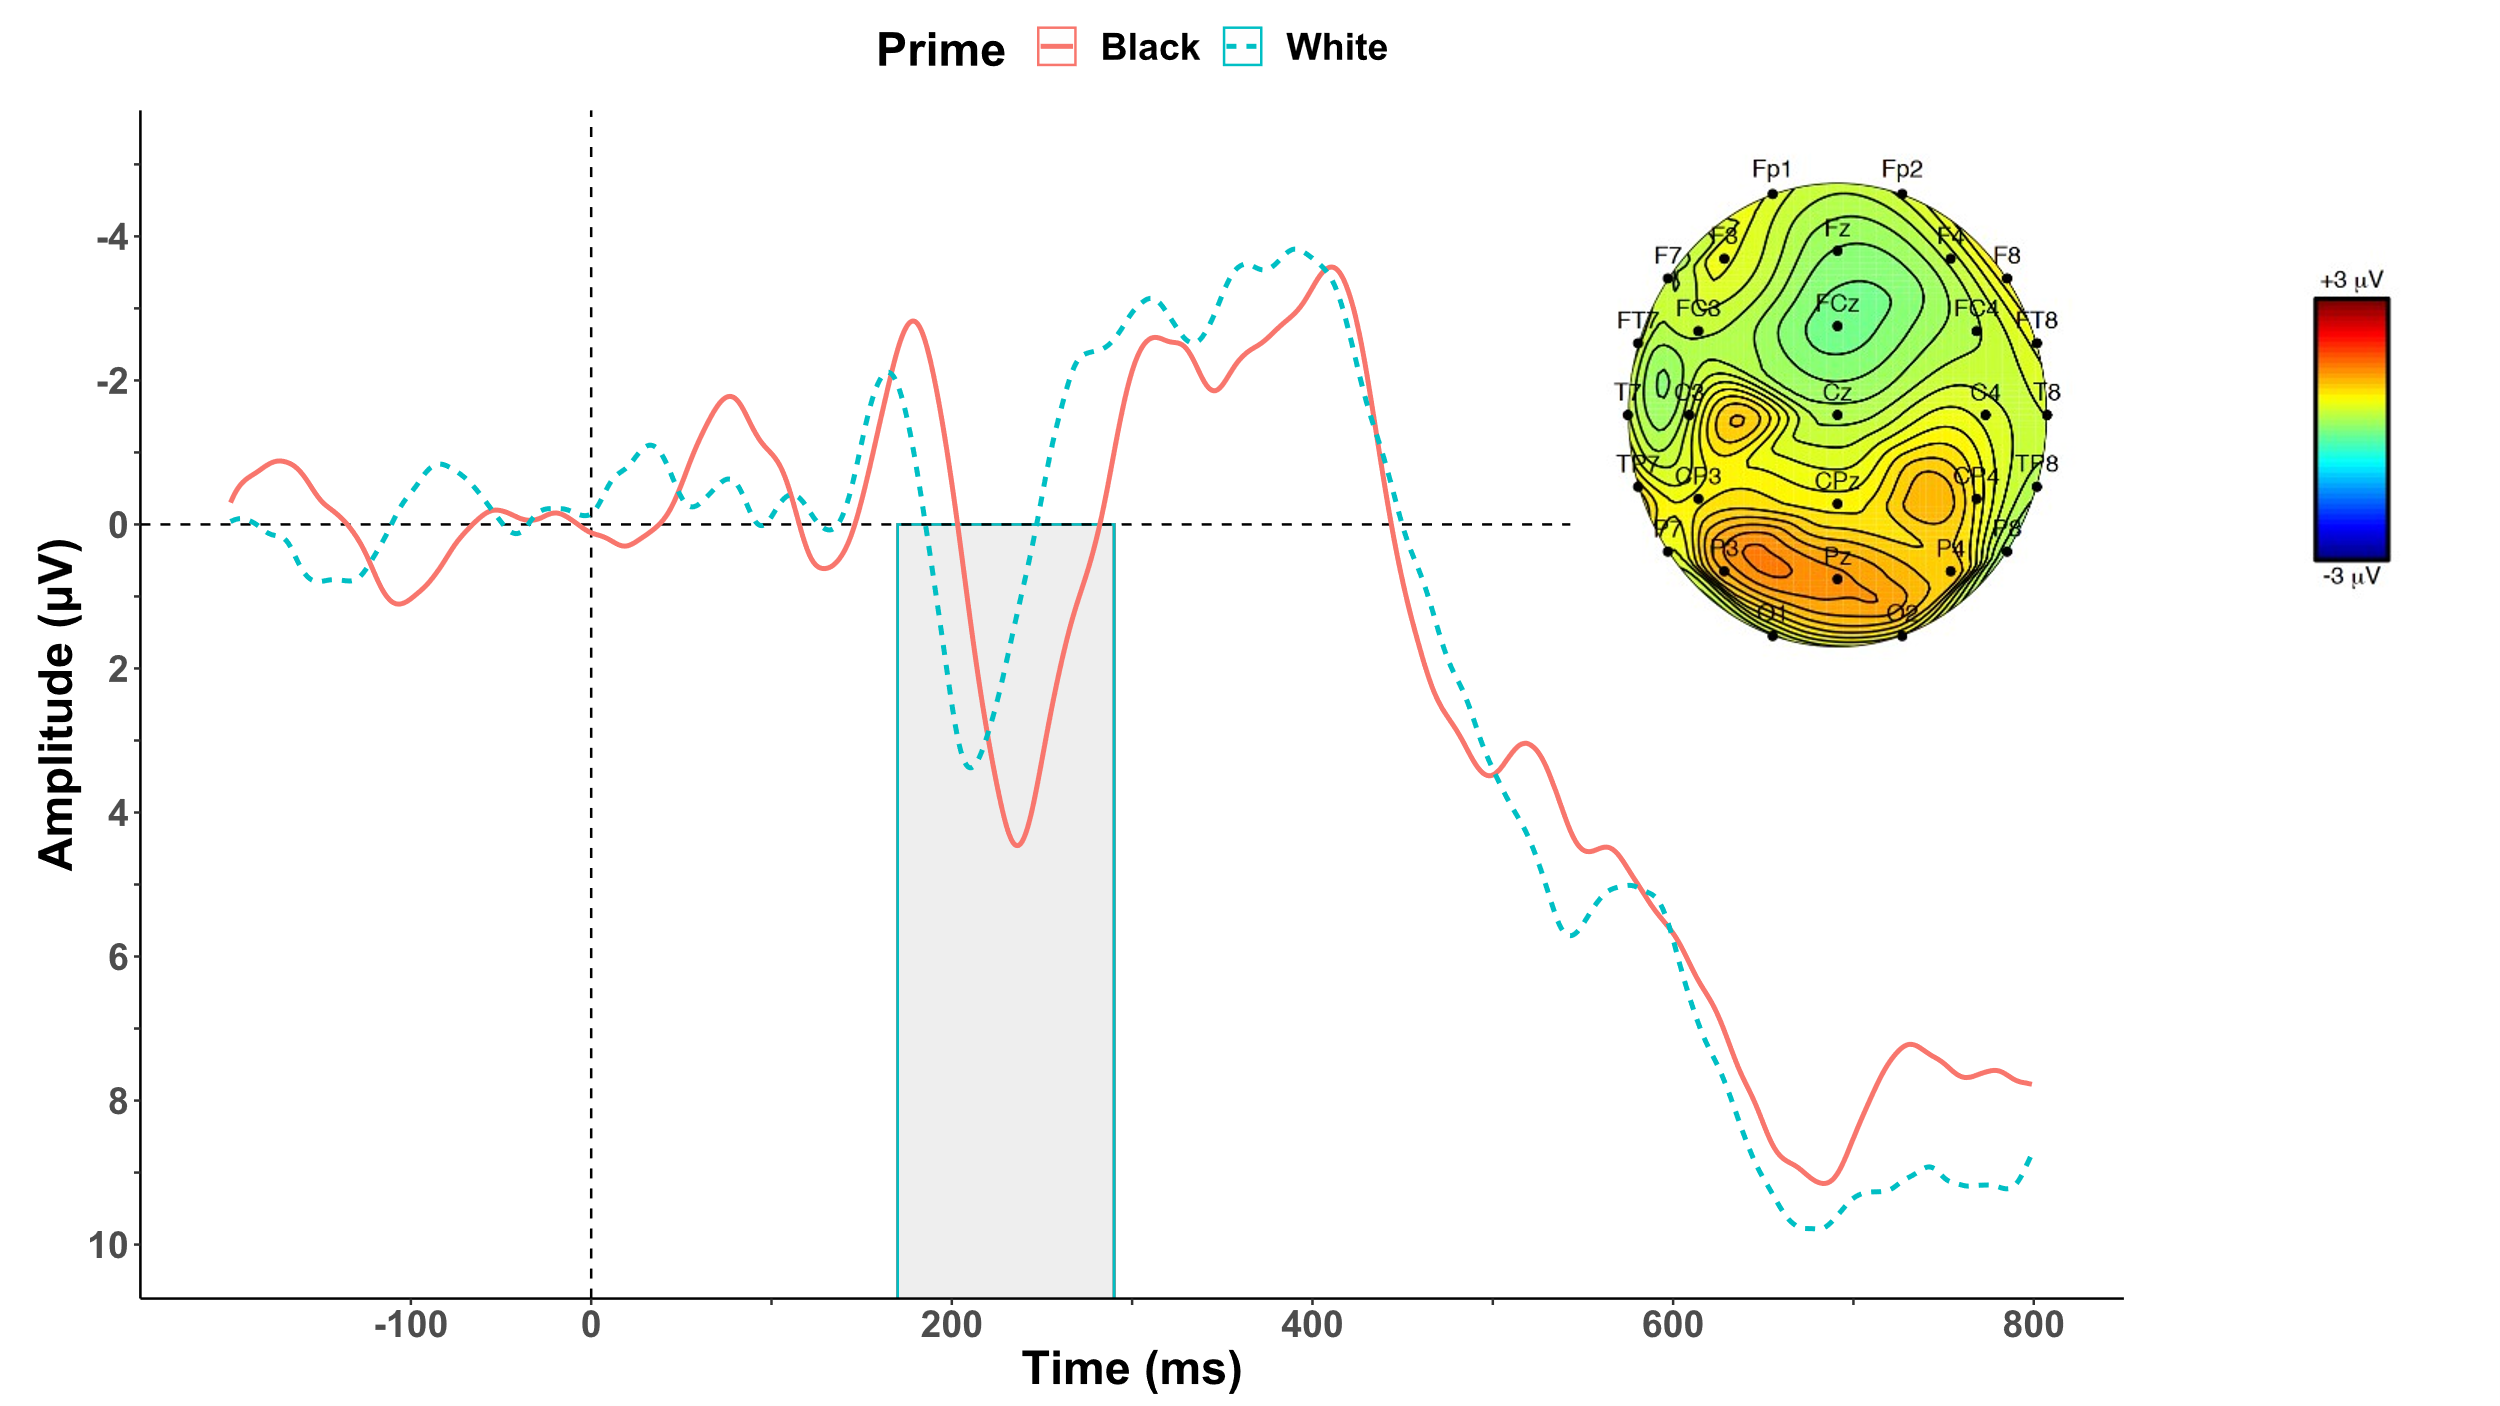 Prime Black White
Fp1 Fp2
F3 Fz F4
F7 F8
FC3 FCz FC4
FT7 FT8
T7 C3 Cz C4 T8
TP7 CP3 CPz CP4 TP8
P7 P8
P3 Pz P4
O1 O2
+3 µV
-3 µV
Amplitude (µV)
-4
-2
0
2
4
6
8
10
-100 0 200 400 600 800
Time (ms)